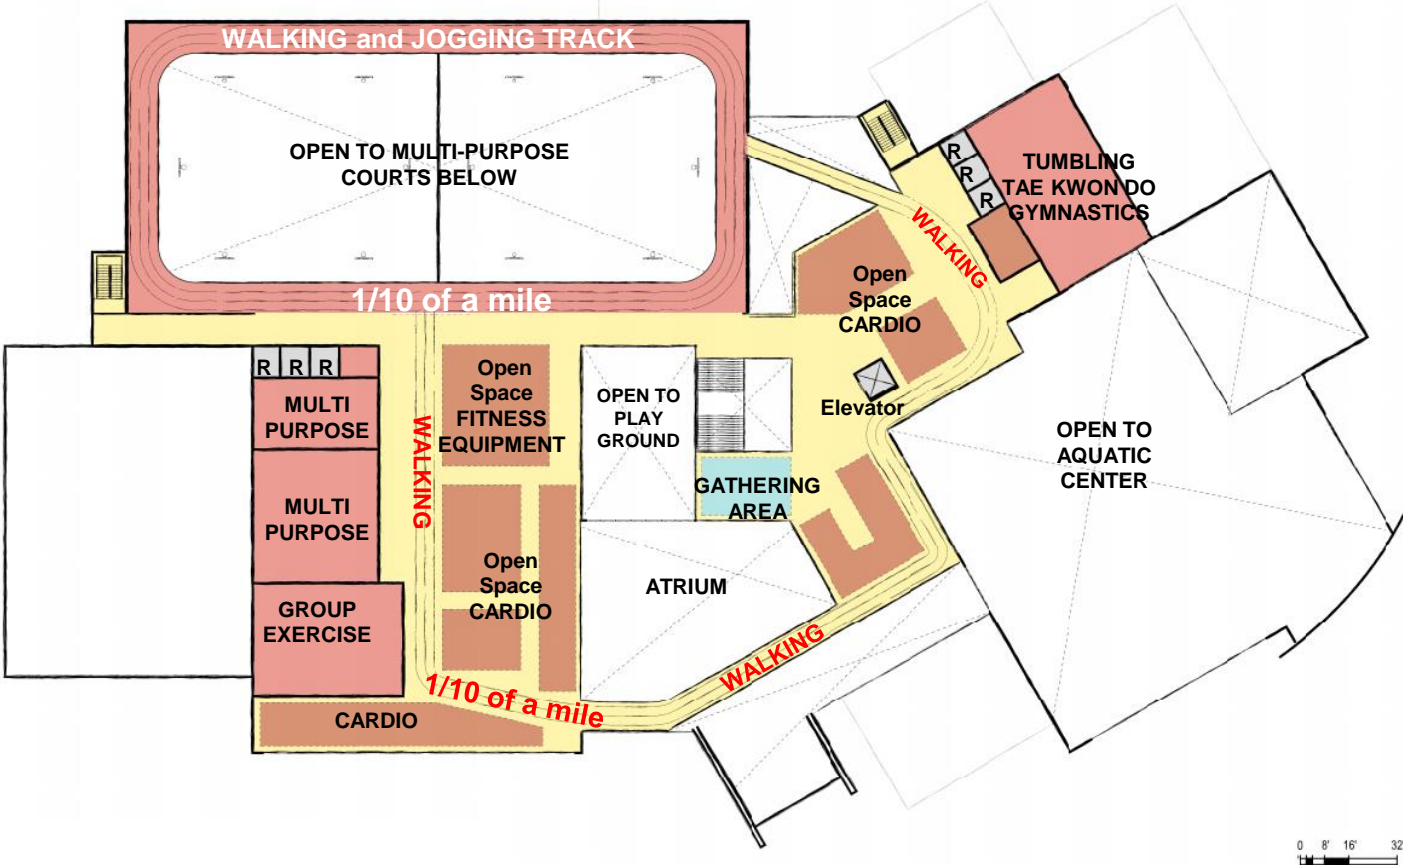 WALKING and JOGGING TRACK
OPEN TO MULTI-PURPOSE
COURTS BELOW
1/10 of a mile
R
R
R
TUMBLING
TAE KWON DO
GYMNASTICS
WALKING
Open
Space
CARDIO
Elevator
R R R
MULTI
PURPOSE
MULTI
PURPOSE
GROUP
EXERCISE
CARDIO
WALKING
Open
Space
FITNESS
EQUIPMENT
Open
Space
CARDIO
OPEN TO
PLAY
GROUND
GATHERING
AREA
ATRIUM
OPEN TO
AQUATIC
CENTER
WALKING
1/10 of a mile
0 8' 16' 32'